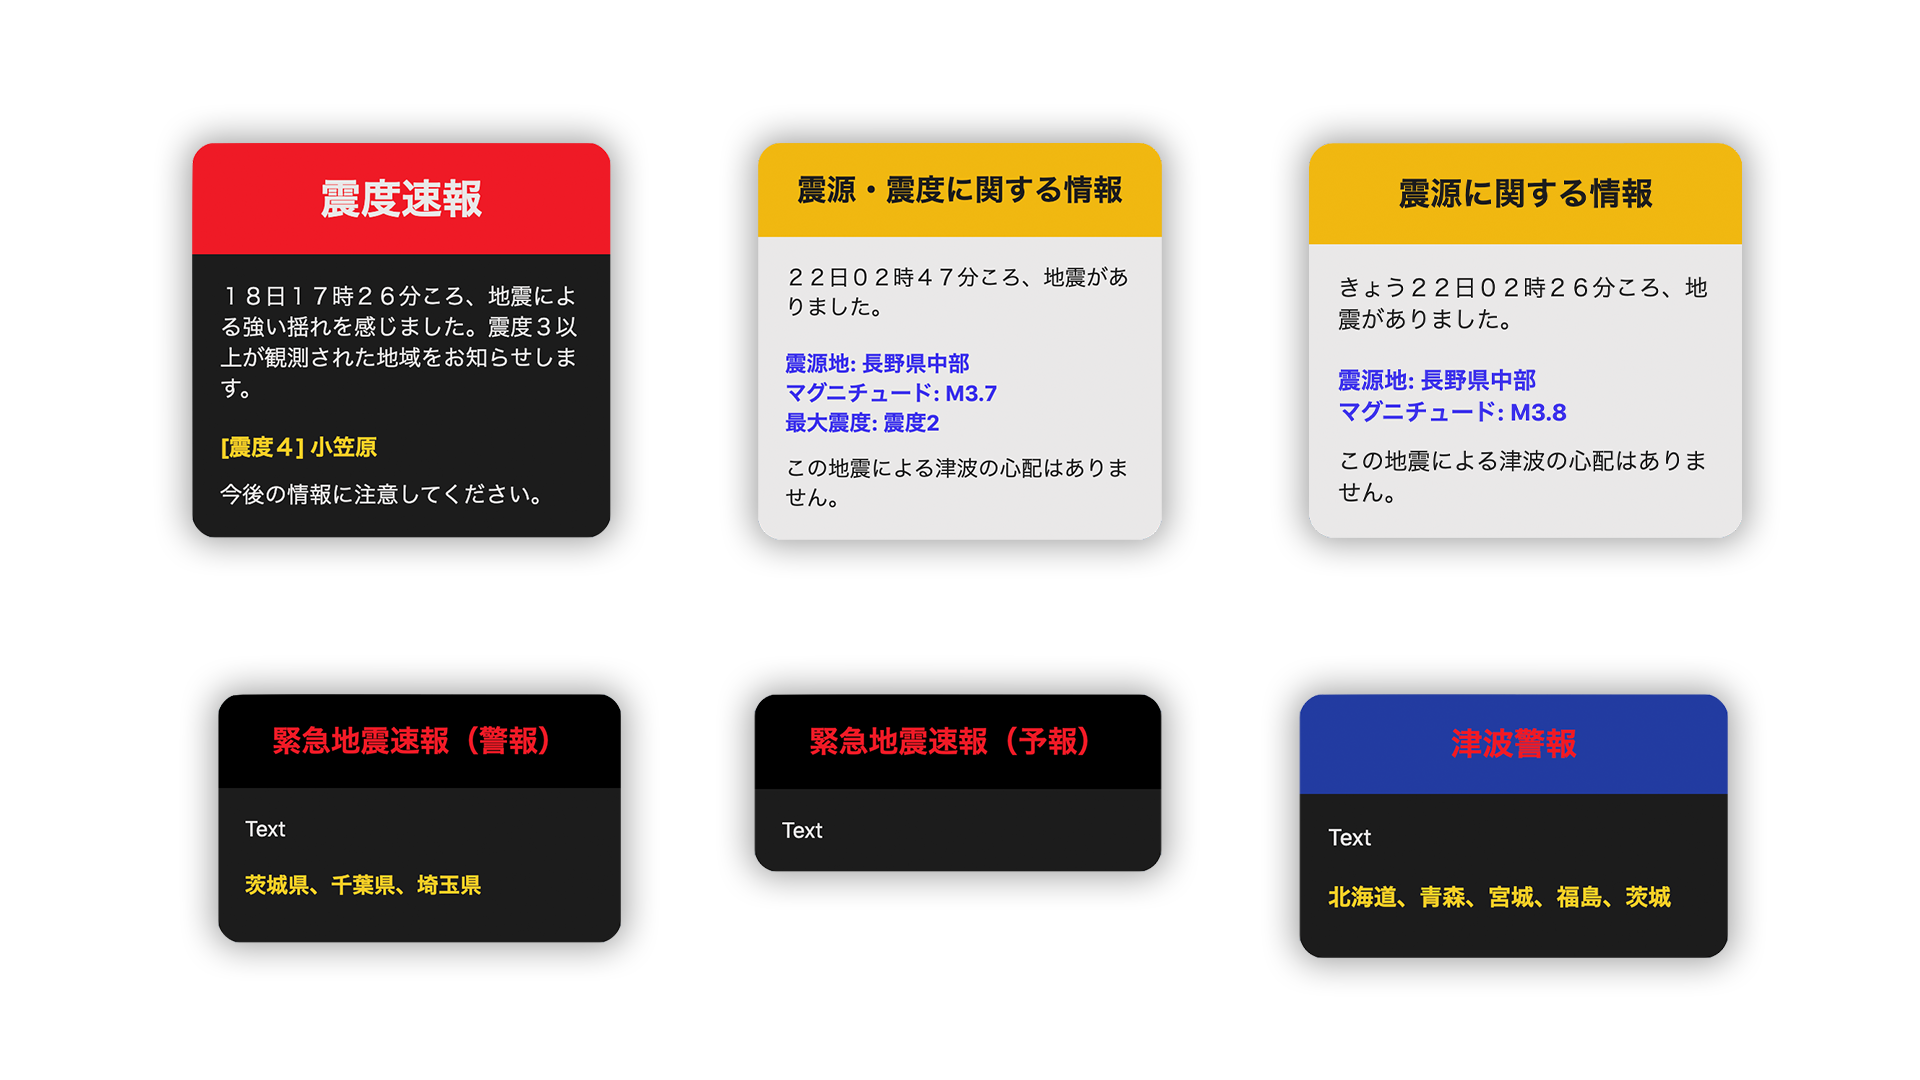 震度速報
１８日１７時２６分ころ、地震によ
る強い揺れを感じました。震度３以
上が観測された地域をお知らせしま
す。
[震度４] 小笠原
今後の情報に注意してください。
震源・震度に関する情報
２２日０２時４７分ころ、地震があ
りました。
震源地: 長野県中部
マグニチュード: M3.7
最大震度: 震度2
この地震による津波の心配はありま
せん。
震源に関する情報
きょう２２日０２時２６分ころ、地
震がありました。
震源地: 長野県中部
マグニチュード: M3.8
この地震による津波の心配はありま
せん。
緊急地震速報（警報）
Text
茨城県、千葉県、埼玉県
緊急地震速報（予報）
Text
津波警報
Text
北海道、青森、宮城、福島、茨城